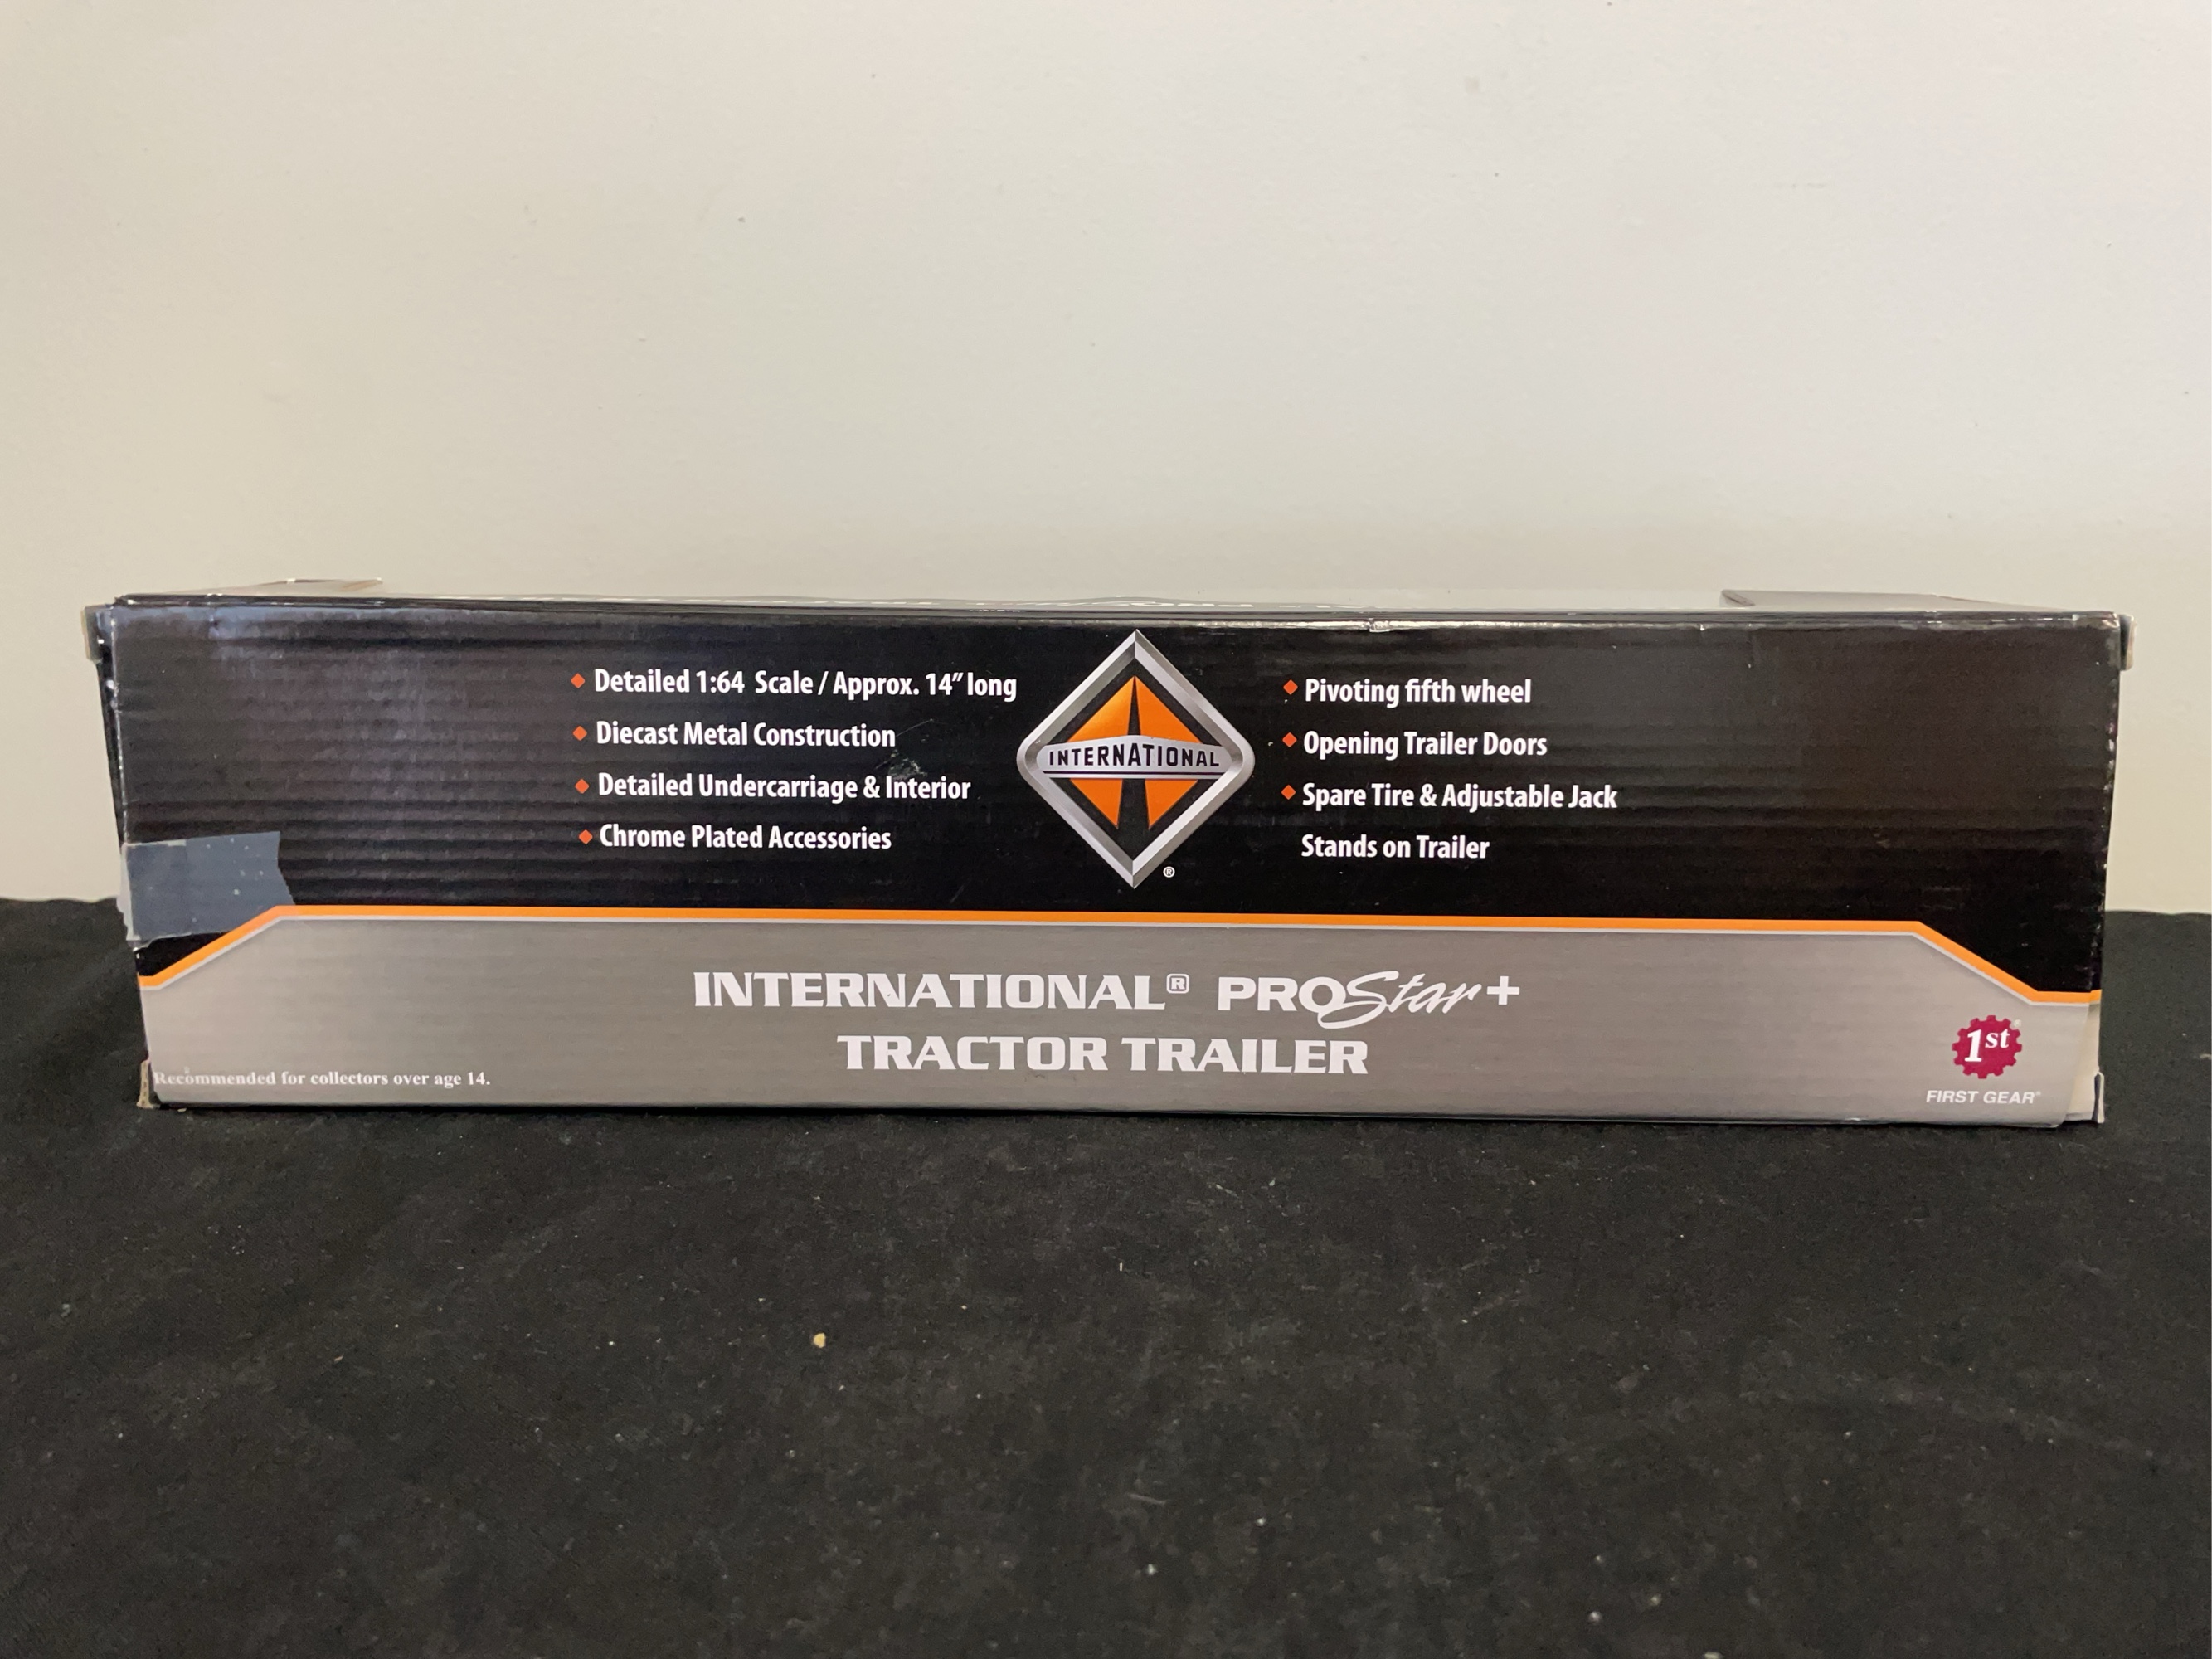 Detailed 1:64 Scale / Approx. 14" long
Diecast Metal Construction
Detailed Undercarriage & Interior
Chrome Plated Accessories
INTERNATIONAL
®
Pivoting fifth wheel
Opening Trailer Doors
Spare Tire & Adjustable Jack
Stands on Trailer
INTERNATIONAL® PROStar+
TRACTOR TRAILER
Recommended for collectors over age 14.
1st
FIRST GEAR®